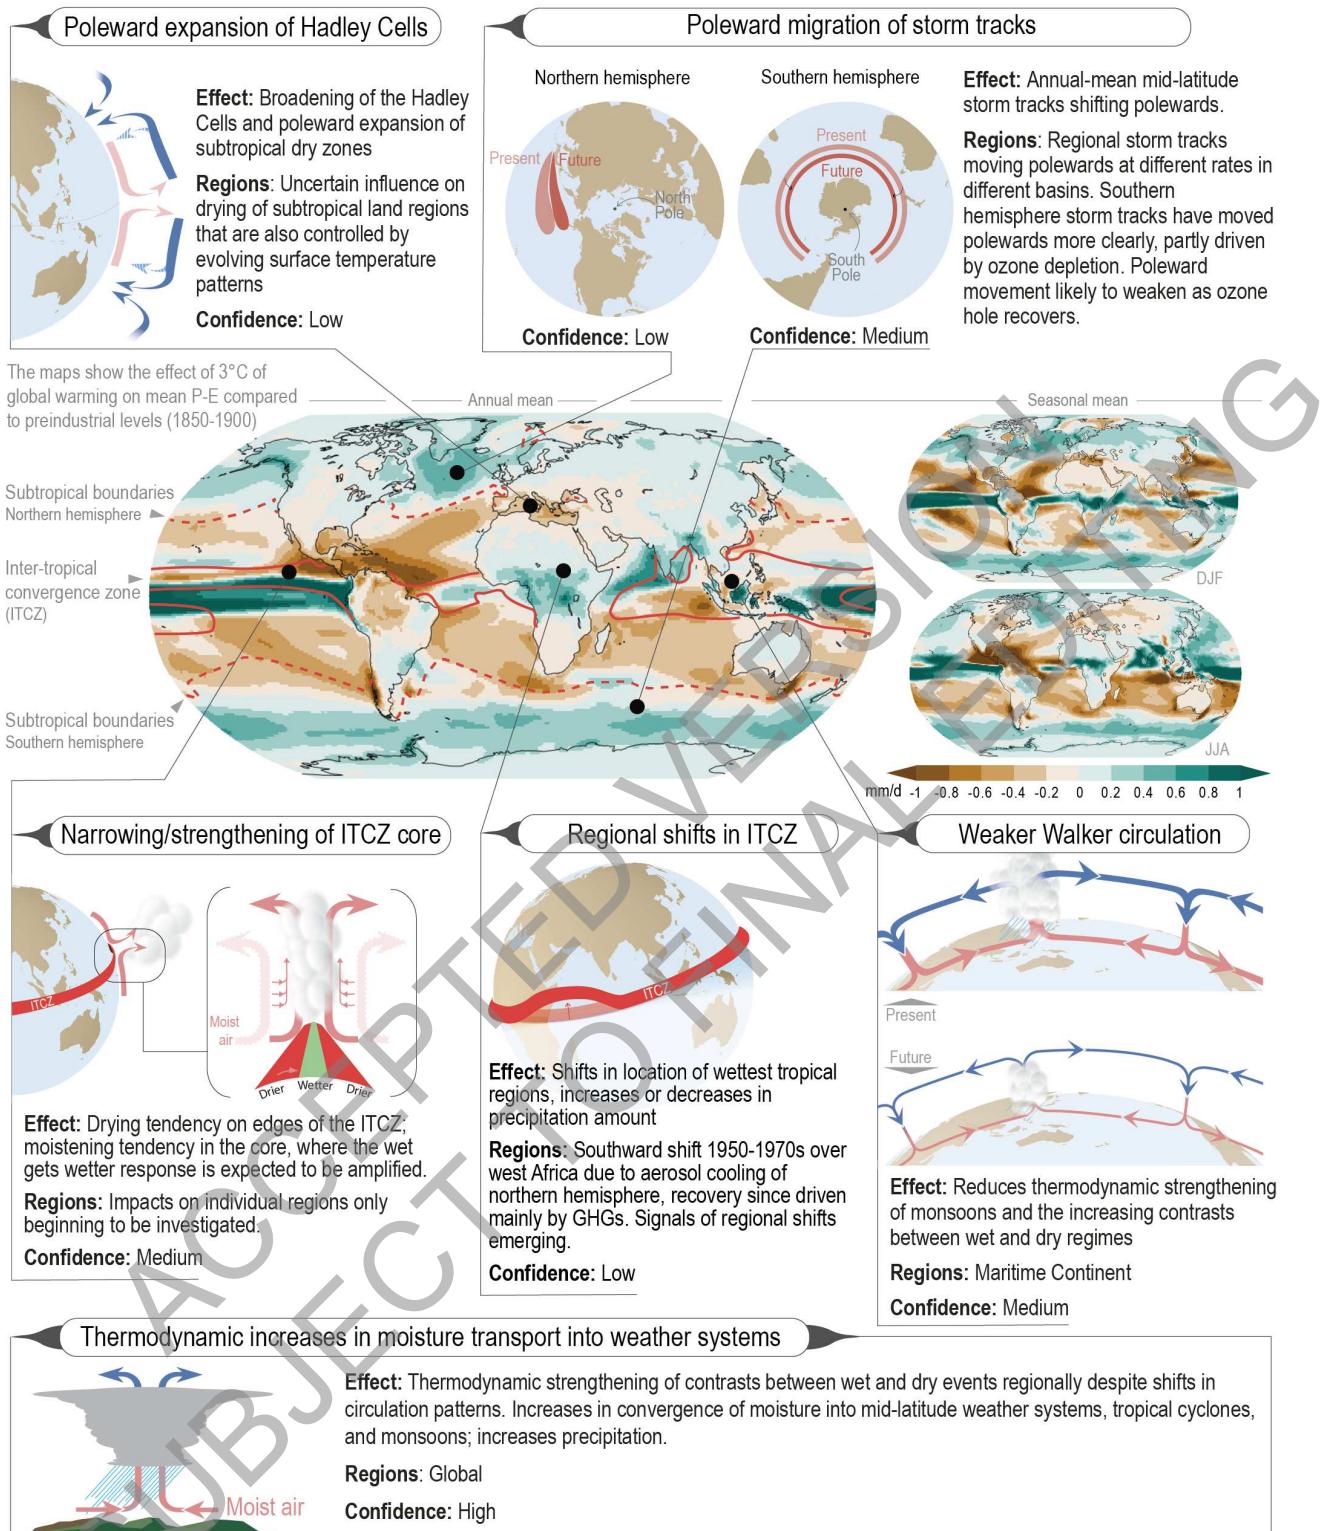 Poleward expansion of Hadley Cells
Effect: Broadening of the Hadley
Cells and poleward expansion of
subtropical dry zones
Regions: Uncertain influence on
drying of subtropical land regions
that are also controlled by
evolving surface temperature
patterns
Confidence: Low
Poleward migration of storm tracks
Northern hemisphere
Present
Future
North
Pole
Confidence: Low
Southern hemisphere
Present
Future
South
Pole
Confidence: Medium
Effect: Annual-mean mid-latitude
storm tracks shifting polewards.
Regions: Regional storm tracks
moving polewards at different rates in
different basins. Southern
hemisphere storm tracks have moved
polewards more clearly, partly driven
by ozone depletion. Poleward
movement likely to weaken as ozone
hole recovers.
The maps show the effect of 3°C of
global warming on mean P-E compared
to preindustrial levels (1850-1900)
Annual mean
Seasonal mean
Subtropical boundaries
Northern hemisphere
Inter-tropical
convergence zone
(ITCZ)
Subtropical boundaries
Southern hemisphere
DJF
JJA
mm/d -1 -0.8 -0.6 -0.4 -0.2 0 0.2 0.4 0.6 0.8 1
Narrowing/strengthening of ITCZ core
ITCZ
Moist
air
Drier Wetter Drier
Effect: Drying tendency on edges of the ITCZ;
moistening tendency in the core, where the wet
gets wetter response is expected to be amplified.
Regions: Impacts on individual regions only
beginning to be investigated.
Confidence: Medium
Regional shifts in ITCZ
ITCZ
Effect: Shifts in location of wettest tropical
regions, increases or decreases in
precipitation amount
Regions: Southward shift 1950-1970s over
west Africa due to aerosol cooling of
northern hemisphere, recovery since driven
mainly by GHGs. Signals of regional shifts
emerging.
Confidence: Low
Weaker Walker circulation
Present
Future
Effect: Reduces thermodynamic strengthening
of monsoons and the increasing contrasts
between wet and dry regimes
Regions: Maritime Continent
Confidence: Medium
Thermodynamic increases in moisture transport into weather systems
Moist air
Effect: Thermodynamic strengthening of contrasts between wet and dry events regionally despite shifts in
circulation patterns. Increases in convergence of moisture into mid-latitude weather systems, tropical cyclones,
and monsoons; increases precipitation.
Regions: Global
Confidence: High
ACCEPTED VERSION
SUBJECT TO FINAL EDITING